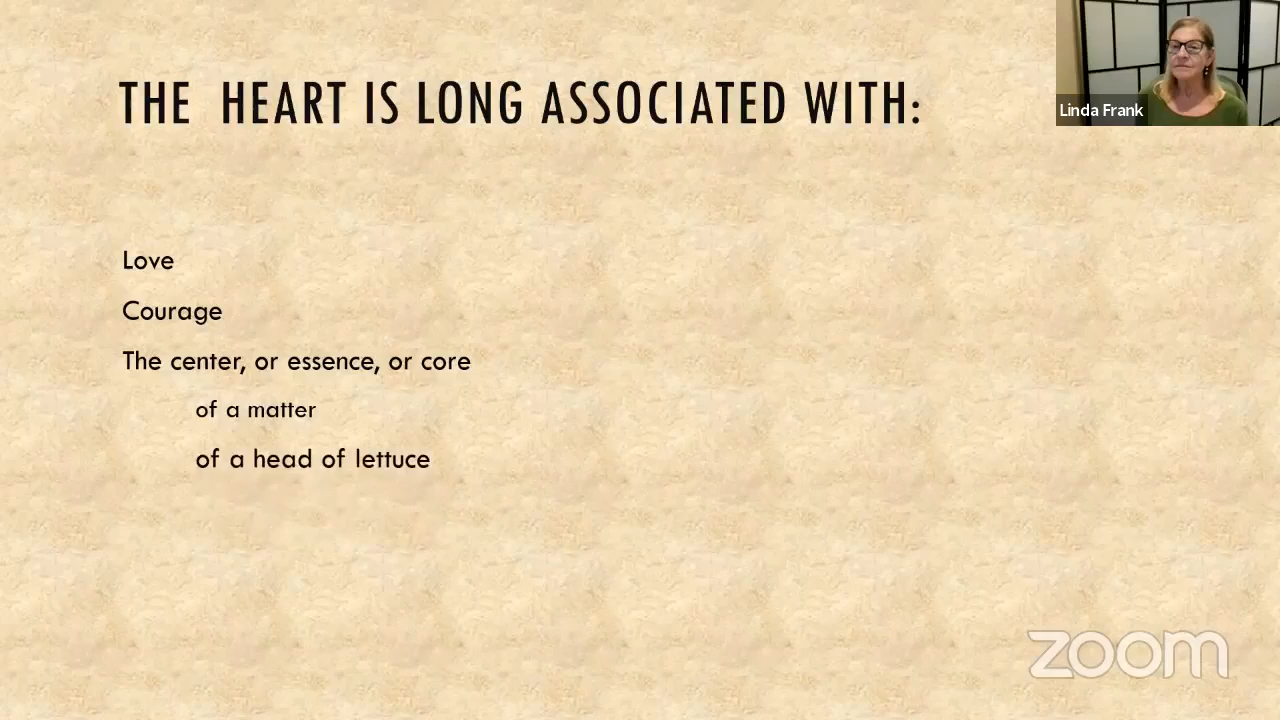 THE HEART IS LONG ASSOCIATED WITH:
Linda Frank
Love
Courage
The center, or essence, or core
of a matter
of a head of lettuce
zoom